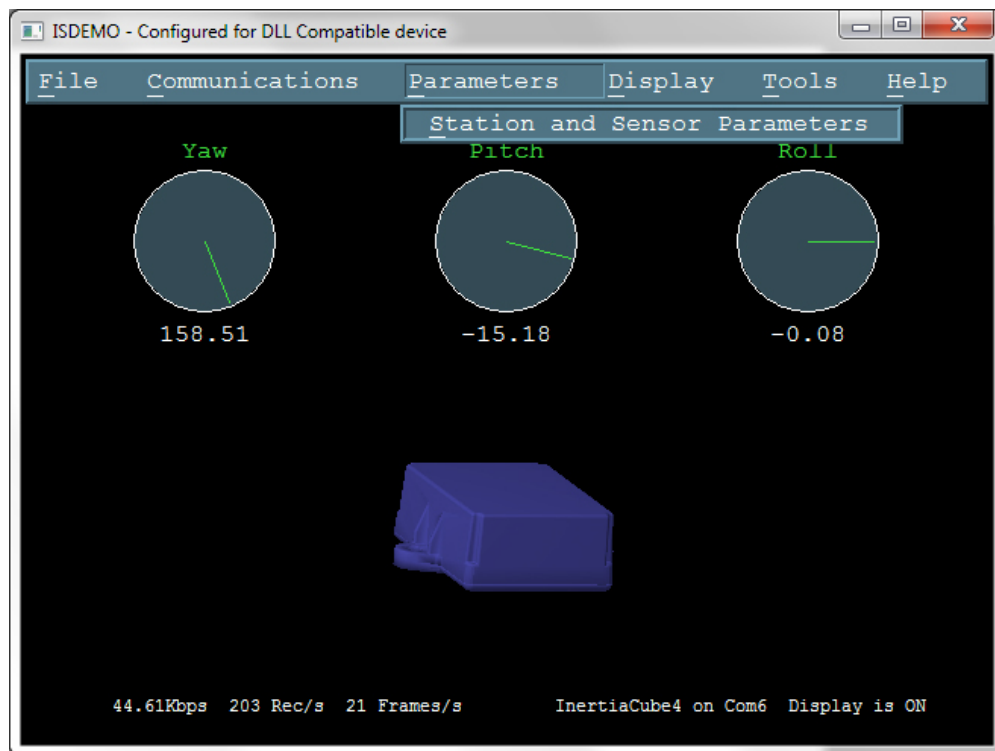 ISDEMO - Configured for DLL Compatible device
File Communications Parameters Display Tools Help
Station and Sensor Parameters
Yaw Pitch Roll
158.51 -15.18 -0.08
44.61Kbps 203 Rec/s 21 Frames/s InertiaCube4 on Com6 Display is ON